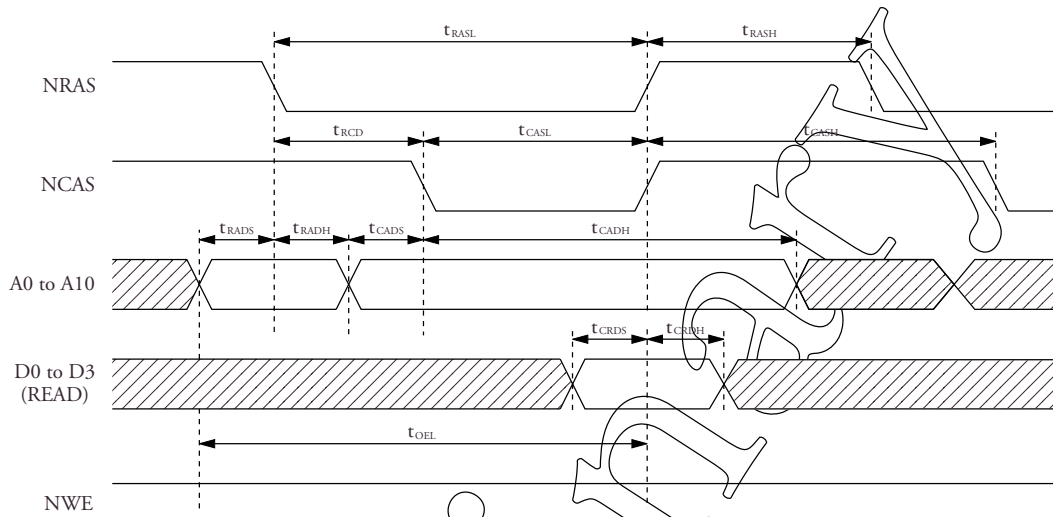 tRASL tRASH
NRAS
tRCD tCASL tCASH
NCAS
tRADS tRADH tCADS tCADH
A0 to A10
tCRDS tCRDH
D0 to D3
(READ)
tOEL
NWE